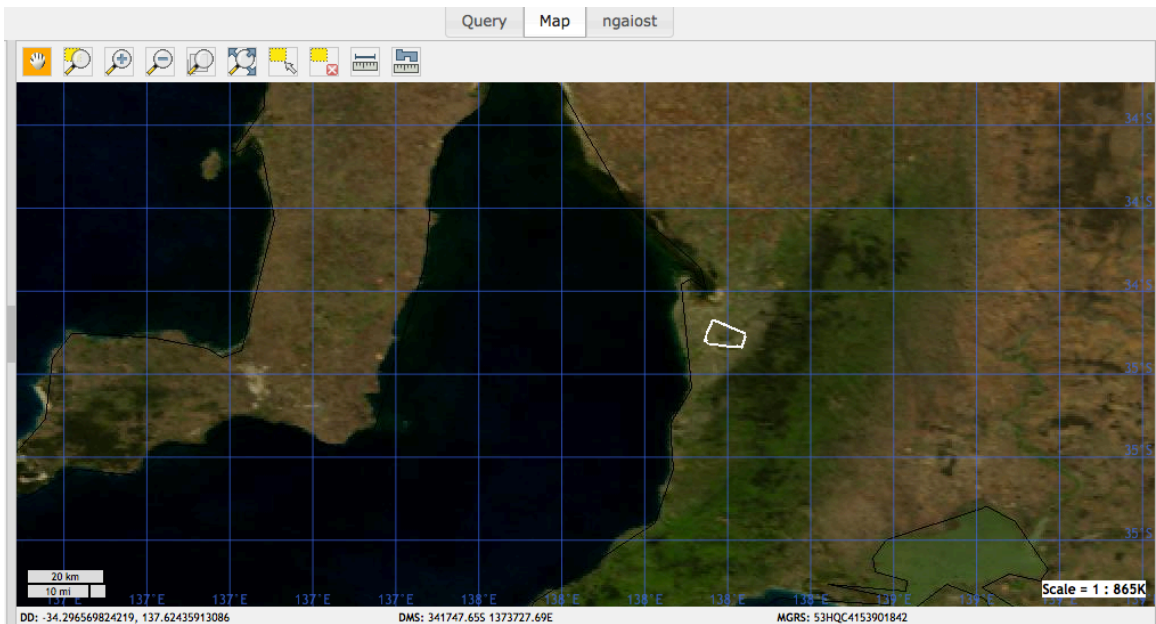 Query Map ngaiost
34°S
34°S
34°S
35°S
35°S
35°S
20 km
10 mi
137°E 137°E 137°E 137°E 137°E 138°E 138°E 138°E 138°E 138°E 139°E 139°E
Scale = 1 : 865K
DD: -34.296569824219, 137.62435913086 DMS: 341747.65S 1373727.69E MGRS: 53HQC4153901842